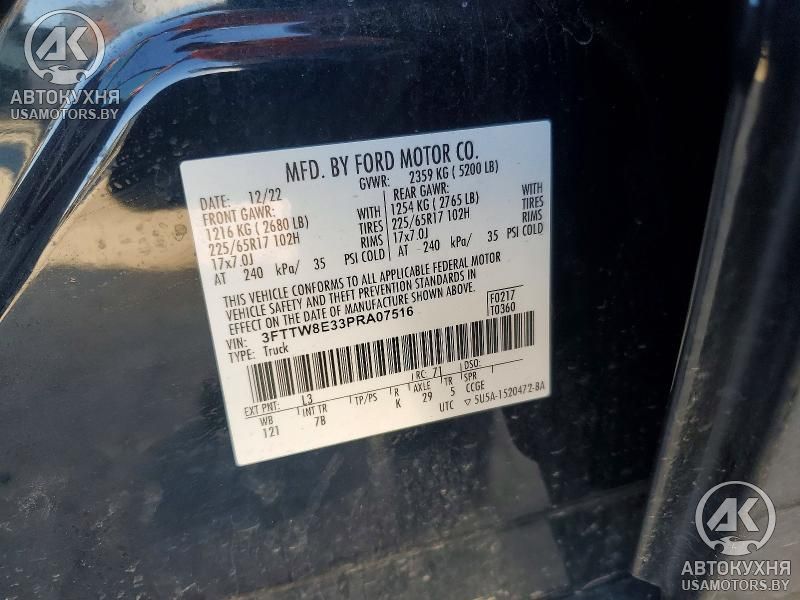 AK
АВТОКУХНЯ
USAMOTORS.BY
MFD. BY FORD MOTOR CO.
DATE: 12/22 GVWR: 2359 KG ( 5200 LB)
FRONT GAWR: REAR GAWR:
1216 KG ( 2680 LB) WITH 1254 KG ( 2765 LB) WITH
225/65R17 102H TIRES 225/65R17 102H TIRES
17x7.0J RIMS 17x7.0J RIMS
AT 240 kPa/ 35 PSI COLD AT 240 kPa/ 35 PSI COLD
THIS VEHICLE CONFORMS TO ALL APPLICABLE FEDERAL MOTOR
VEHICLE SAFETY AND THEFT PREVENTION STANDARDS IN
EFFECT ON THE DATE OF MANUFACTURE SHOWN ABOVE.
VIN: 3FTTW8E33PRA07516 F0217
TYPE: Truck T0360
EXT PNT: L3 RC: 71 DSO:
WB INT TR TP/PS R AXLE TR SPR
121 7B K 29 5 CCGE
UTC ▽ 5U5A-1520472-BA
AK
АВТОКУХНЯ
USAMOTORS.BY